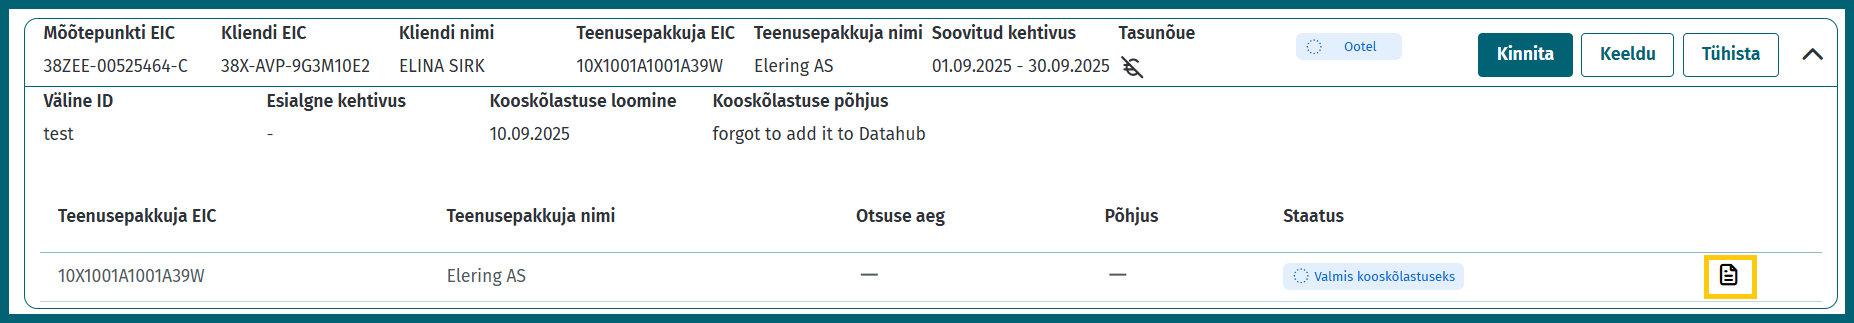 Mõõtepunkti EIC Kliendi EIC Kliendi nimi Teenusepakkuja EIC Teenusepakkuja nimi Soovitud kehtivus Tasunõue
38ZEE-00525464-C 38X-AVP-9G3M10E2 ELINA SIRK 10X1001A1001A39W Elering AS 01.09.2025 - 30.09.2025 Ootel Kinnita Keeldu Tühista
Väline ID Esialgne kehtivus Kooskõlastuse loomine Kooskõlastuse põhjus
test - 10.09.2025 forgot to add it to Datahub
Teenusepakkuja EIC Teenusepakkuja nimi Otsuse aeg Põhjus Staatus
10X1001A1001A39W Elering AS — — Valmis kooskõlastuseks